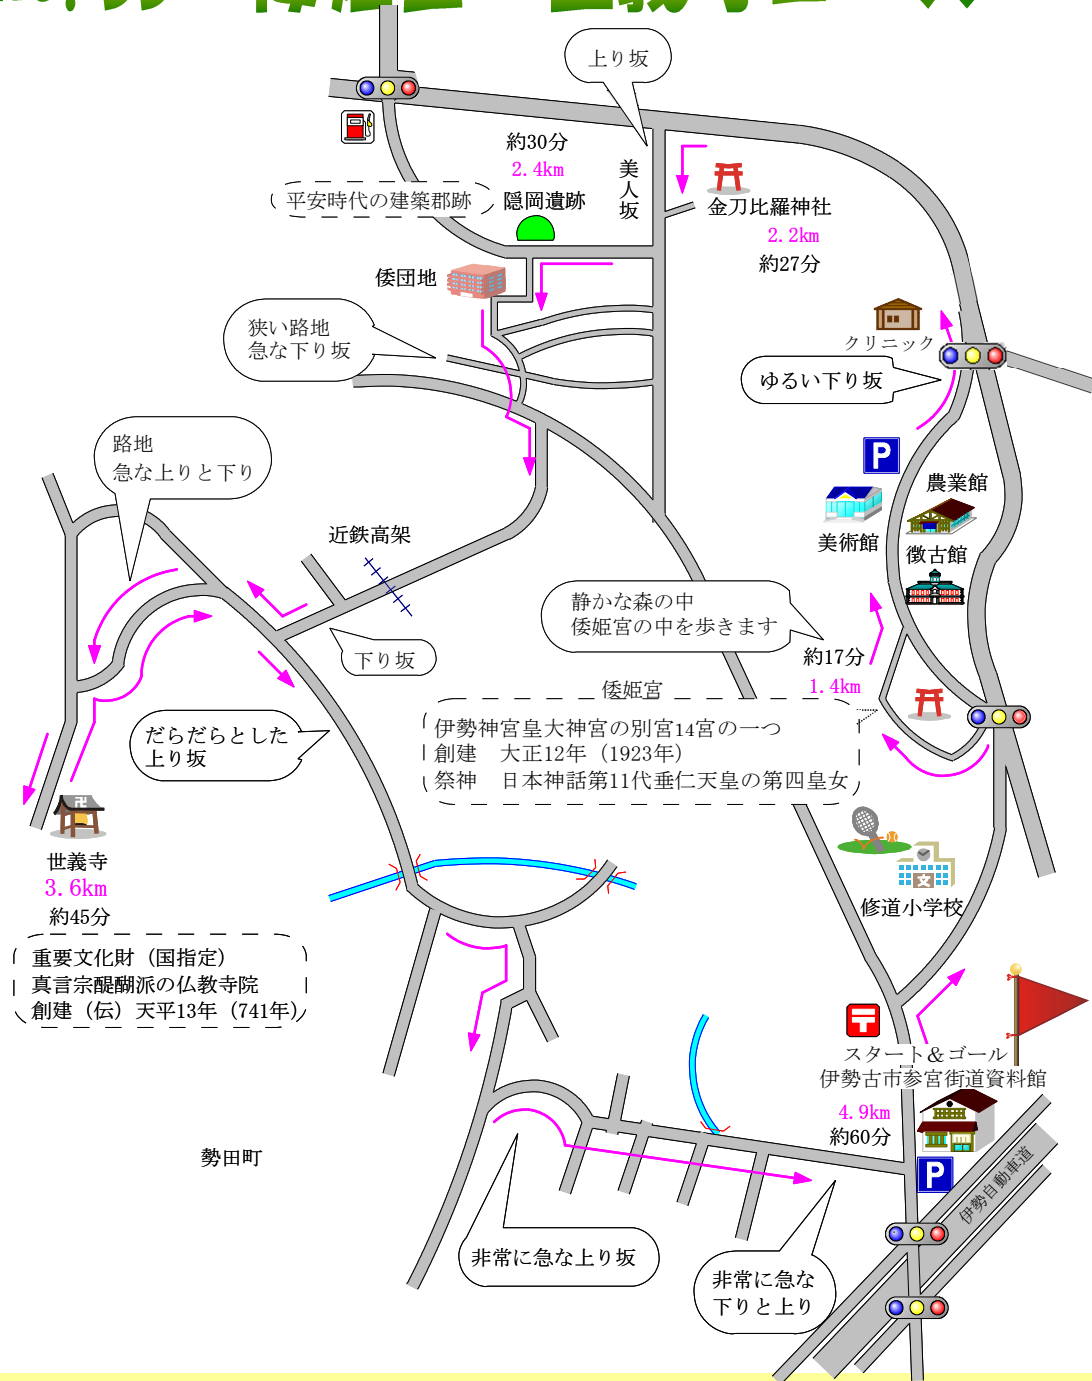 上り坂
約30分
2.4km
美人坂
平安時代の建築郡跡
隠岡遺跡
金刀比羅神社
2.2km
約27分
倭団地
狭い路地
急な下り坂
クリニック
ゆるい下り坂
路地
急な上りと下り
P
農業館
美術館
徴古館
近鉄高架
静かな森の中
倭姫宮の中を歩きます
下り坂
約17分
1.4km
倭姫宮
伊勢神宮皇大神宮の別宮14宮の一つ
創建 大正12年（1923年）
祭神 日本神話第11代垂仁天皇の第四皇女
だらだらとした
上り坂
卍
世義寺
3.6km
約45分
重要文化財（国指定）
真言宗醍醐派の仏教寺院
創建（伝）天平13年（741年）
文
修道小学校
〒
スタート＆ゴール
伊勢古市参宮街道資料館
4.9km
約60分
P
伊勢自動車道
勢田町
非常に急な上り坂
非常に急な
下りと上り